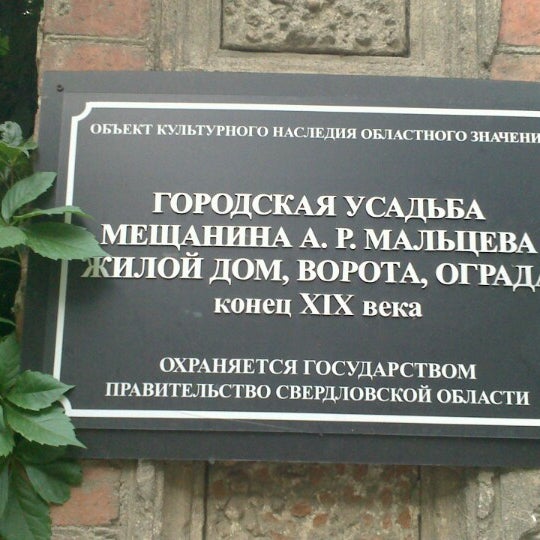 ОБЪЕКТ КУЛЬТУРНОГО НАСЛЕДИЯ ОБЛАСТНОГО ЗНАЧЕНИ
ГОРОДСКАЯ УСАДЬБА
МЕЩАНИНА А. Р. МАЛЬЦЕВА
ЖИЛОЙ ДОМ, ВОРОТА, ОГРАДА
конец XIX века
ОХРАНЯЕТСЯ ГОСУДАРСТВОМ
ПРАВИТЕЛЬСТВО СВЕРДЛОВСКОЙ ОБЛАСТИ